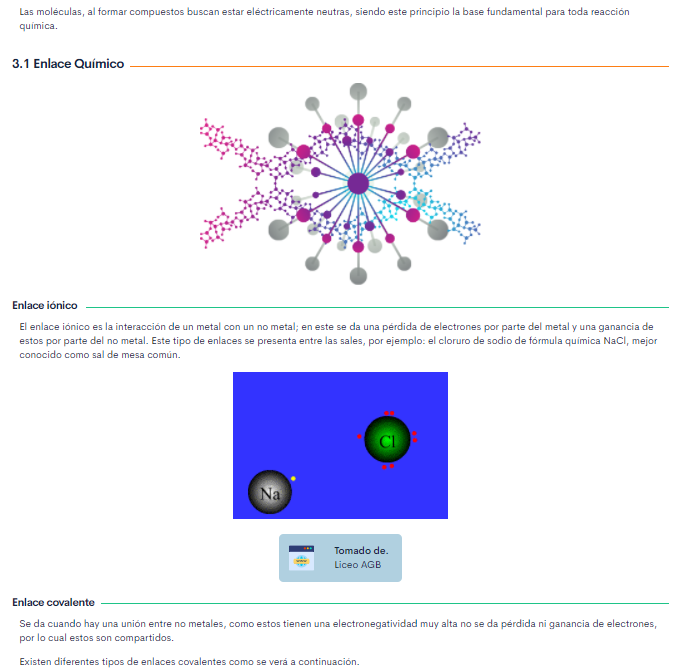 Las moléculas, al formar compuestos buscan estar eléctricamente neutras, siendo este principio la base fundamental para toda reacción
química.
3.1 Enlace Químico
Enlace iónico
El enlace iónico es la interacción de un metal con un no metal; en este se da una pérdida de electrones por parte del metal y una ganancia de
estos por parte del no metal. Este tipo de enlaces se presenta entre las sales, por ejemplo: el cloruro de sodio de fórmula química NaCl, mejor
conocido como sal de mesa común.
Cl
Na
Tomado de.
Liceo AGB
Enlace covalente
Se da cuando hay una unión entre no metales, como estos tienen una electronegatividad muy alta no se da pérdida ni ganancia de electrones,
por lo cual estos son compartidos.
Existen diferentes tipos de enlaces covalentes como se verá a continuación.